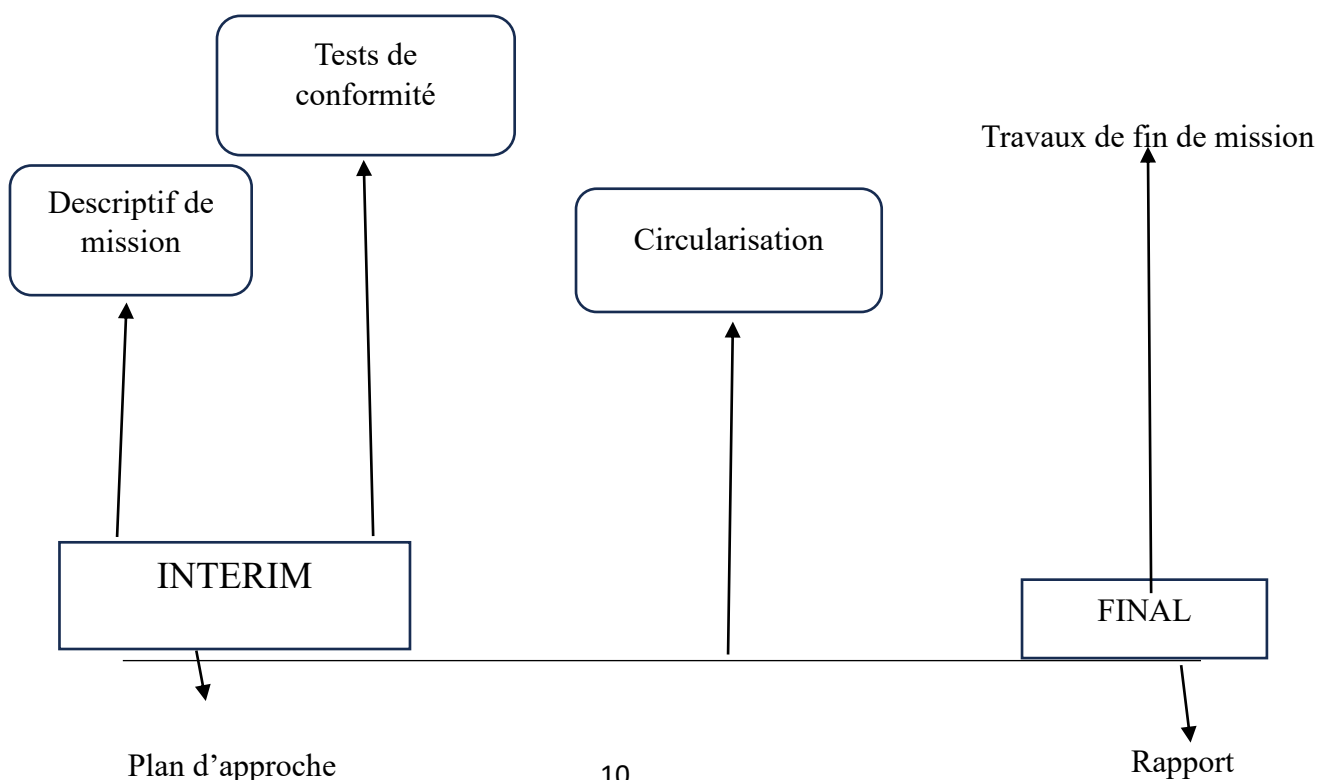 Tests de
conformité
Travaux de fin de mission
Descriptif de
mission
Circularisation
INTERIM
FINAL
Plan d’approche
10
Rapport